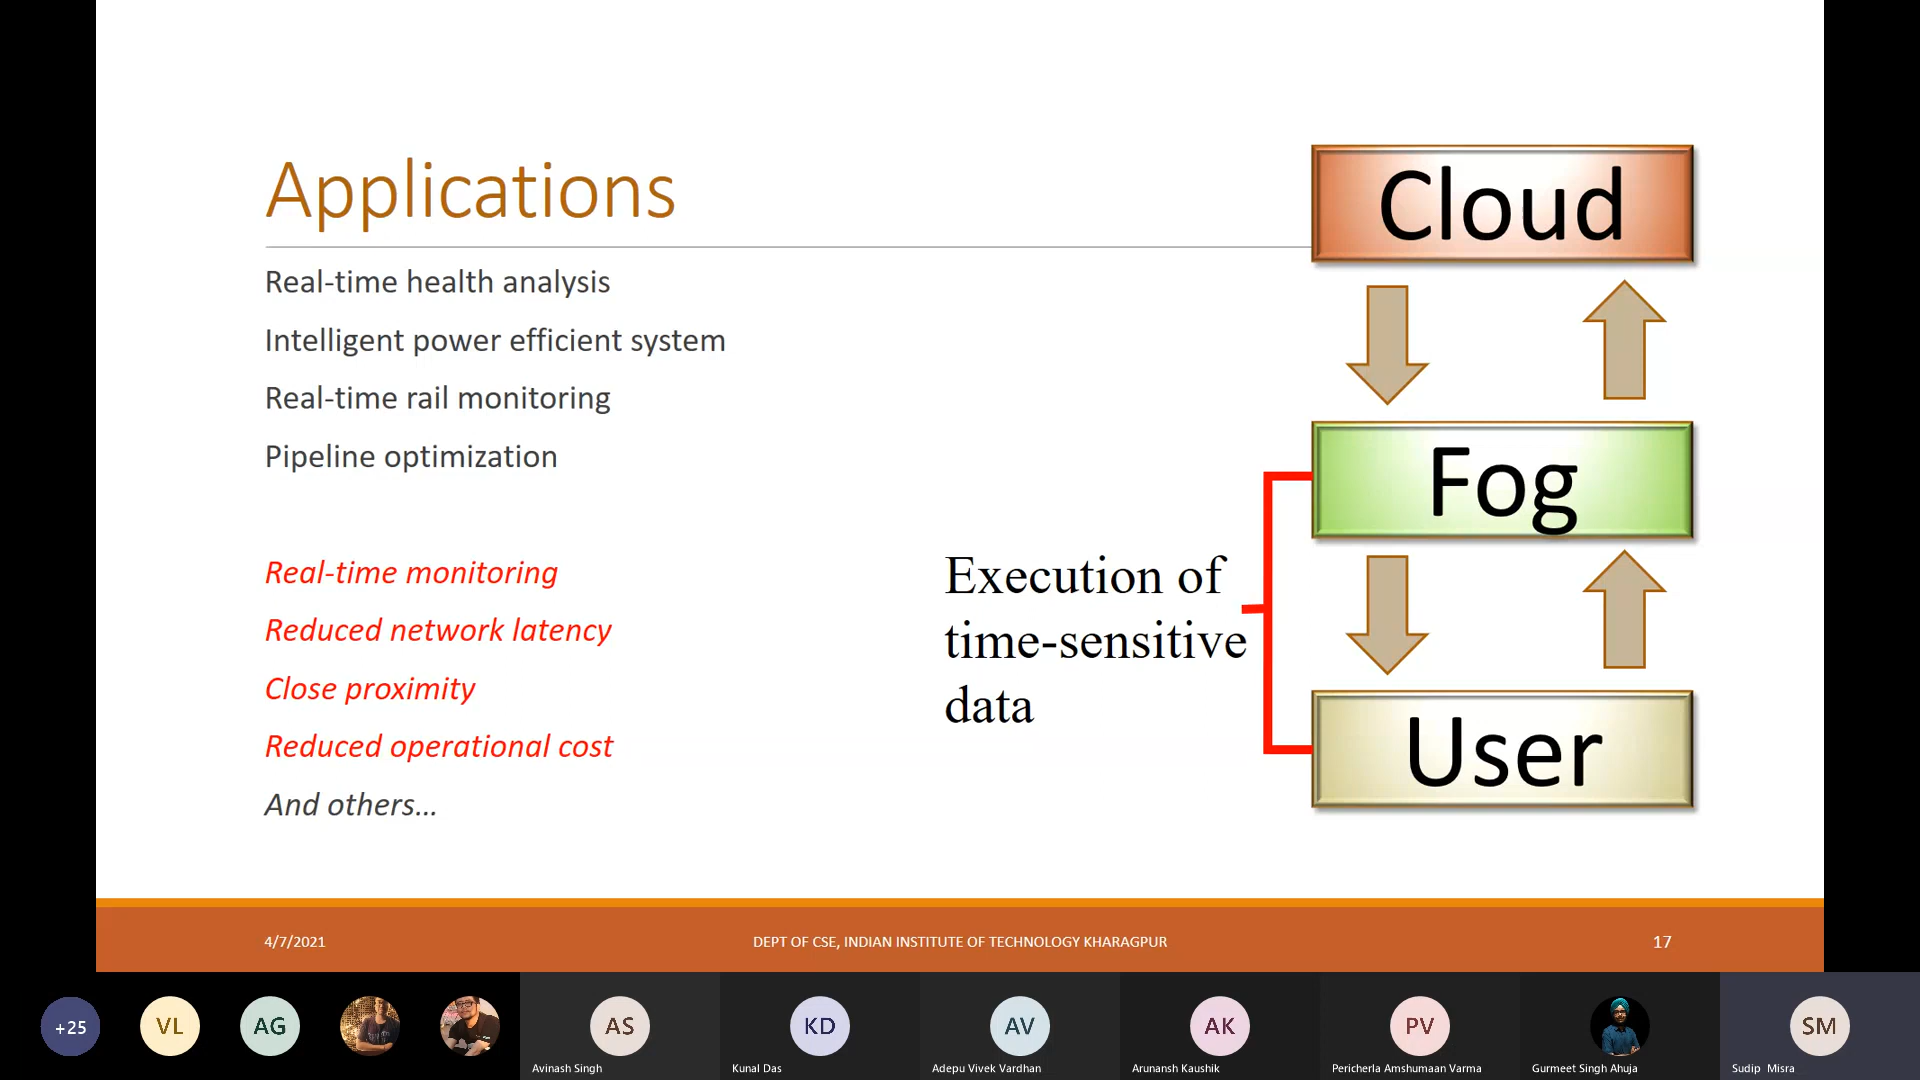 Applications
Real-time health analysis
Intelligent power efficient system
Real-time rail monitoring
Pipeline optimization
Real-time monitoring
Reduced network latency
Close proximity
Reduced operational cost
And others…
Execution of
time-sensitive
data
Cloud
Fog
User
4/7/2021
DEPT OF CSE, INDIAN INSTITUTE OF TECHNOLOGY KHARAGPUR
17
+25
VL
AG
AS
Avinash Singh
KD
Kunal Das
AV
Adepu Vivek Vardhan
AK
Arunansh Kaushik
PV
Pericherla Amshumaan Varma
Gurmeet Singh Ahuja
SM
Sudip Misra